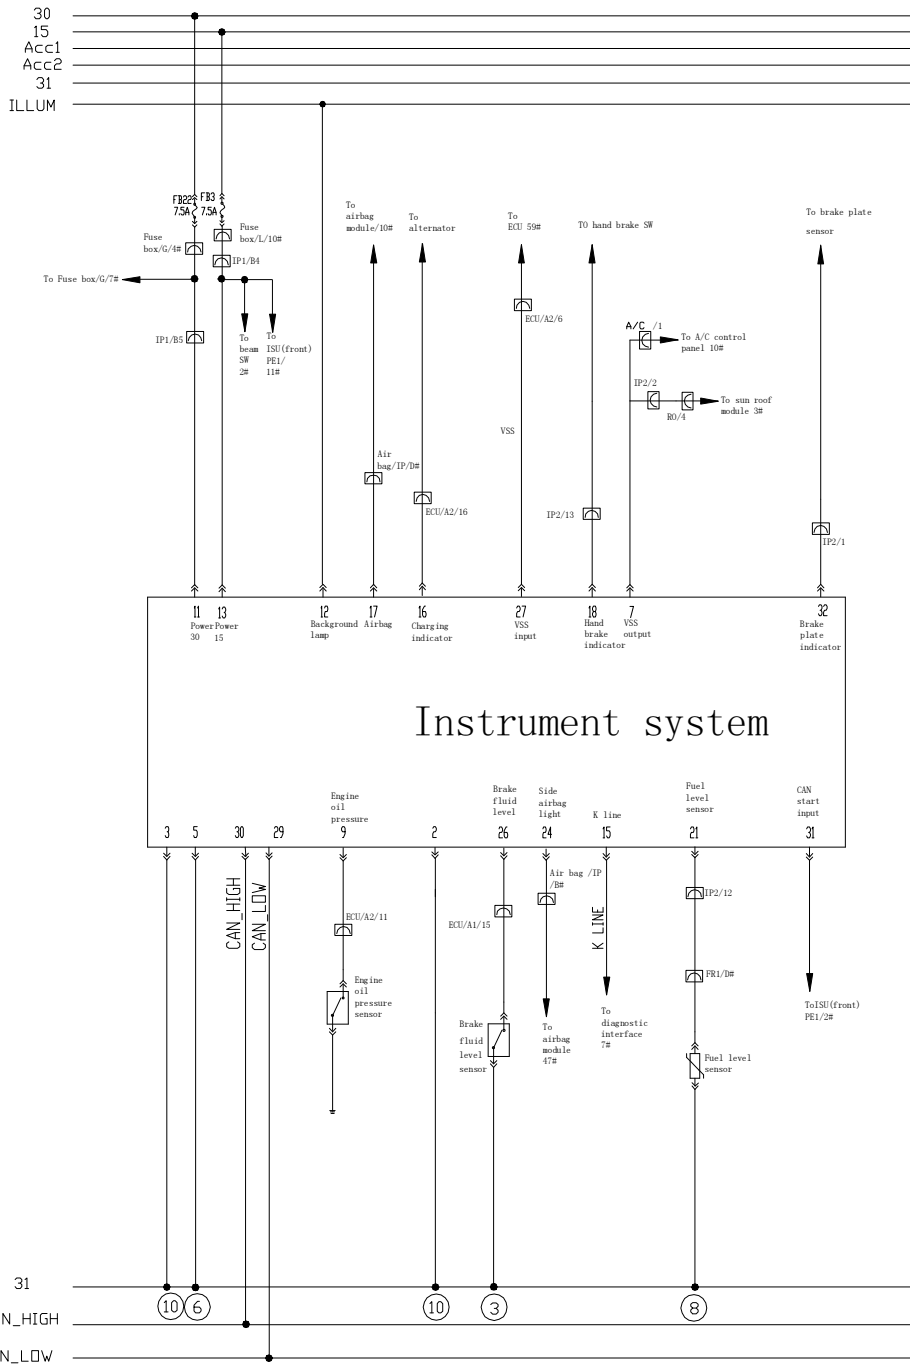 30
15
Acc1
Acc2
31
ILLUM
FB22
7.5A
FB3
7.5A
Fuse
box/G/4#
Fuse
box/L/10#
IP1/B4
To Fuse box/G/7#
IP1/B5
To
beam
SW
2#
To
ISU(front)
PE1/
11#
To
airbag
module/10#
To
alternator
To
ECU 59#
TO hand brake SW
To brake plate
sensor
ECU/A2/6
A/C /1
To A/C control
panel 10#
IP2/2
RO/4
To sun roof
module 3#
VSS
Air
bag/IP/D#
ECU/A2/16
IP2/13
IP2/1
11
Power
30
13
Power
15
12
Background
lamp
17
Airbag
16
Charging
indicator
27
VSS
input
18
Hand
brake
indicator
7
VSS
output
32
Brake
plate
indicator
Instrument system
3
5
30
29
Engine
oil
pressure
9
2
Brake
fluid
level
26
Side
airbag
light
24
K line
15
Fuel
level
sensor
21
CAN
start
input
31
CAN_HIGH
CAN_LOW
ECU/A2/11
Engine
oil
pressure
sensor
ECU/A1/15
Brake
fluid
level
sensor
Air bag /IP
/B#
To
airbag
module
47#
K LINE
To
diagnostic
interface
7#
IP2/12
FR1/D#
Fuel level
sensor
ToISU(front)
PE1/2#
31
10
6
10
3
8
N_HIGH
N_LOW